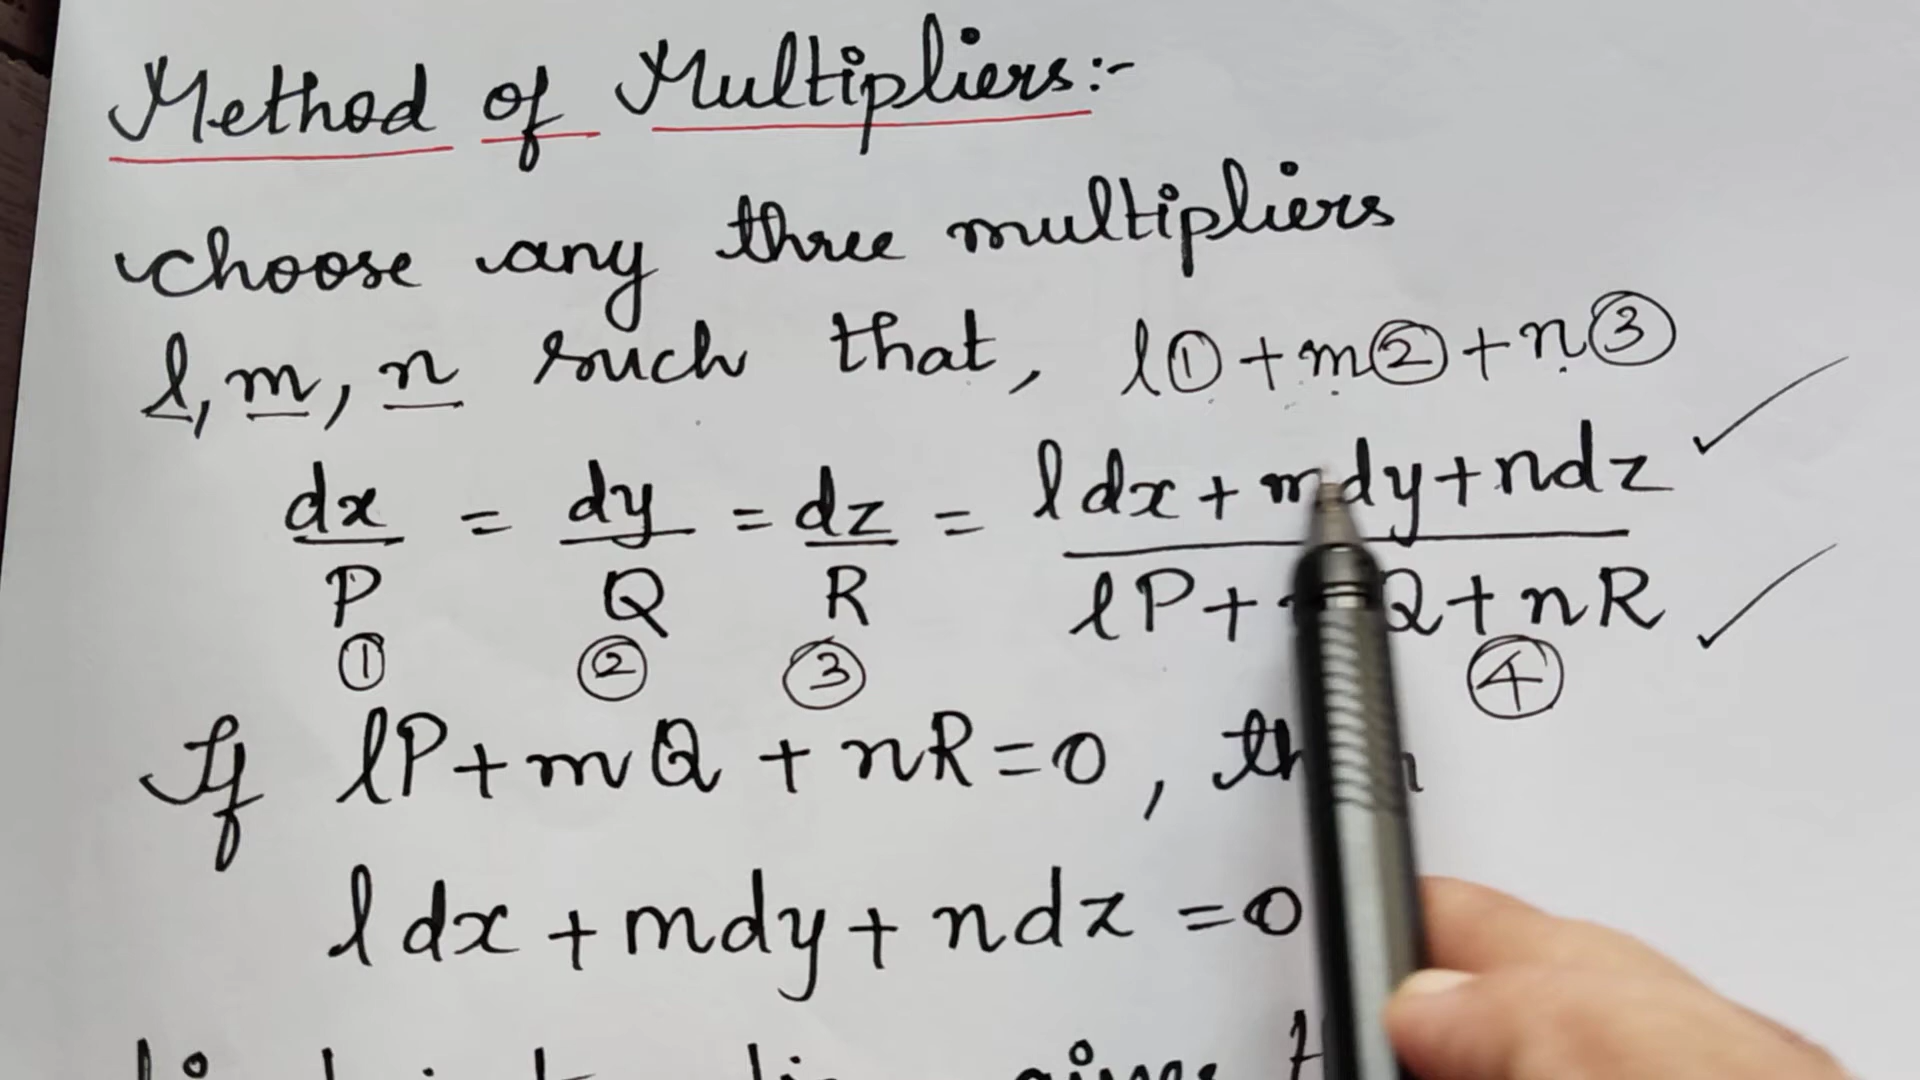 Method of Multipliers:-
choose any three multipliers
l, m, n such that, l① + m② + n③
dx/P = dy/Q = dz/R = (l dx + m dy + n dz)/(lP + Q + nR)
① ② ③ ④
If lP + mQ + nR = 0,
l dx + m dy + n dz = 0